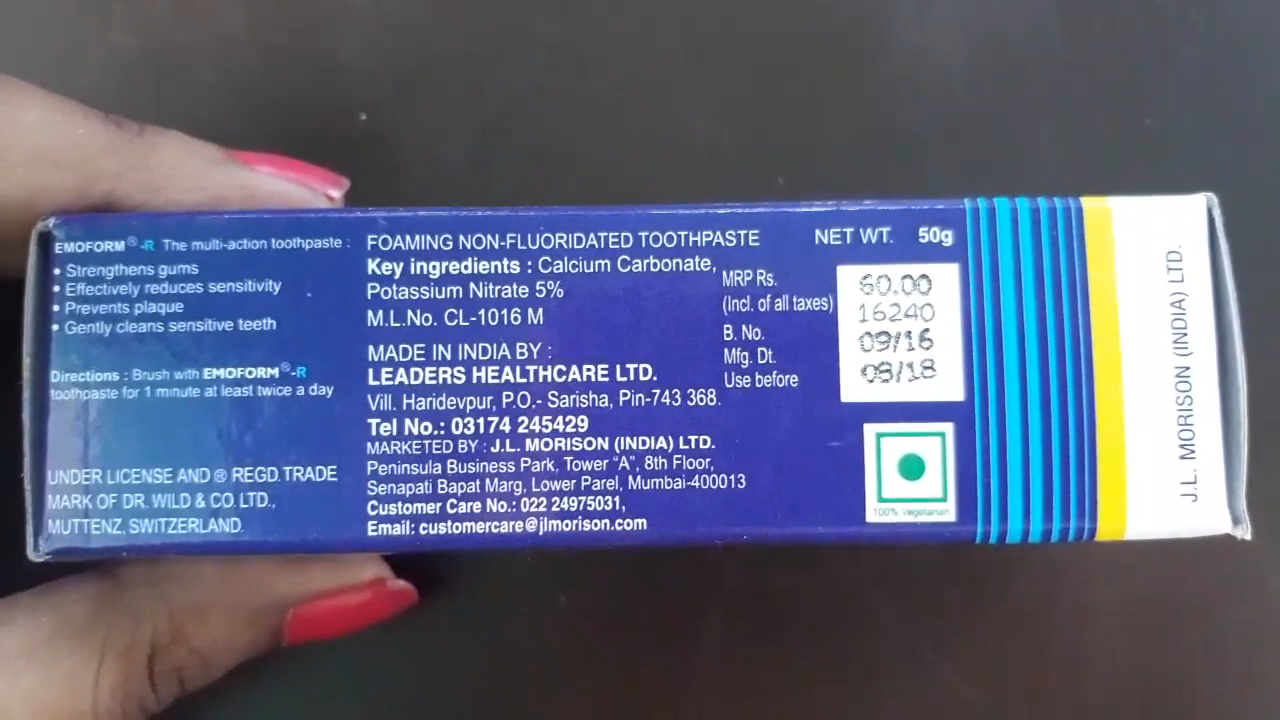 EMOFORM®-R The multi-action toothpaste :
• Strengthens gums
• Effectively reduces sensitivity
• Prevents plaque
• Gently cleans sensitive teeth
Directions : Brush with EMOFORM®-R
toothpaste for 1 minute at least twice a day
UNDER LICENSE AND ® REGD. TRADE
MARK OF DR. WILD & CO. LTD.,
MUTTENZ, SWITZERLAND.
FOAMING NON-FLUORIDATED TOOTHPASTE
Key ingredients : Calcium Carbonate,
Potassium Nitrate 5%
M.L.No. CL-1016 M
MADE IN INDIA BY :
LEADERS HEALTHCARE LTD.
Vill. Haridevpur, P.O.- Sarisha, Pin-743 368.
Tel No.: 03174 245429
MARKETED BY : J.L. MORISON (INDIA) LTD.
Peninsula Business Park, Tower “A”, 8th Floor,
Senapati Bapat Marg, Lower Parel, Mumbai-400013
Customer Care No.: 022 24975031,
Email: customercare@jlmorison.com
NET WT. 50g
MRP Rs. 60.00
(Incl. of all taxes)
B. No. 16240
Mfg. Dt. 09/16
Use before 08/18
100% Vegetarian
J.L. MORISON (INDIA) LTD.